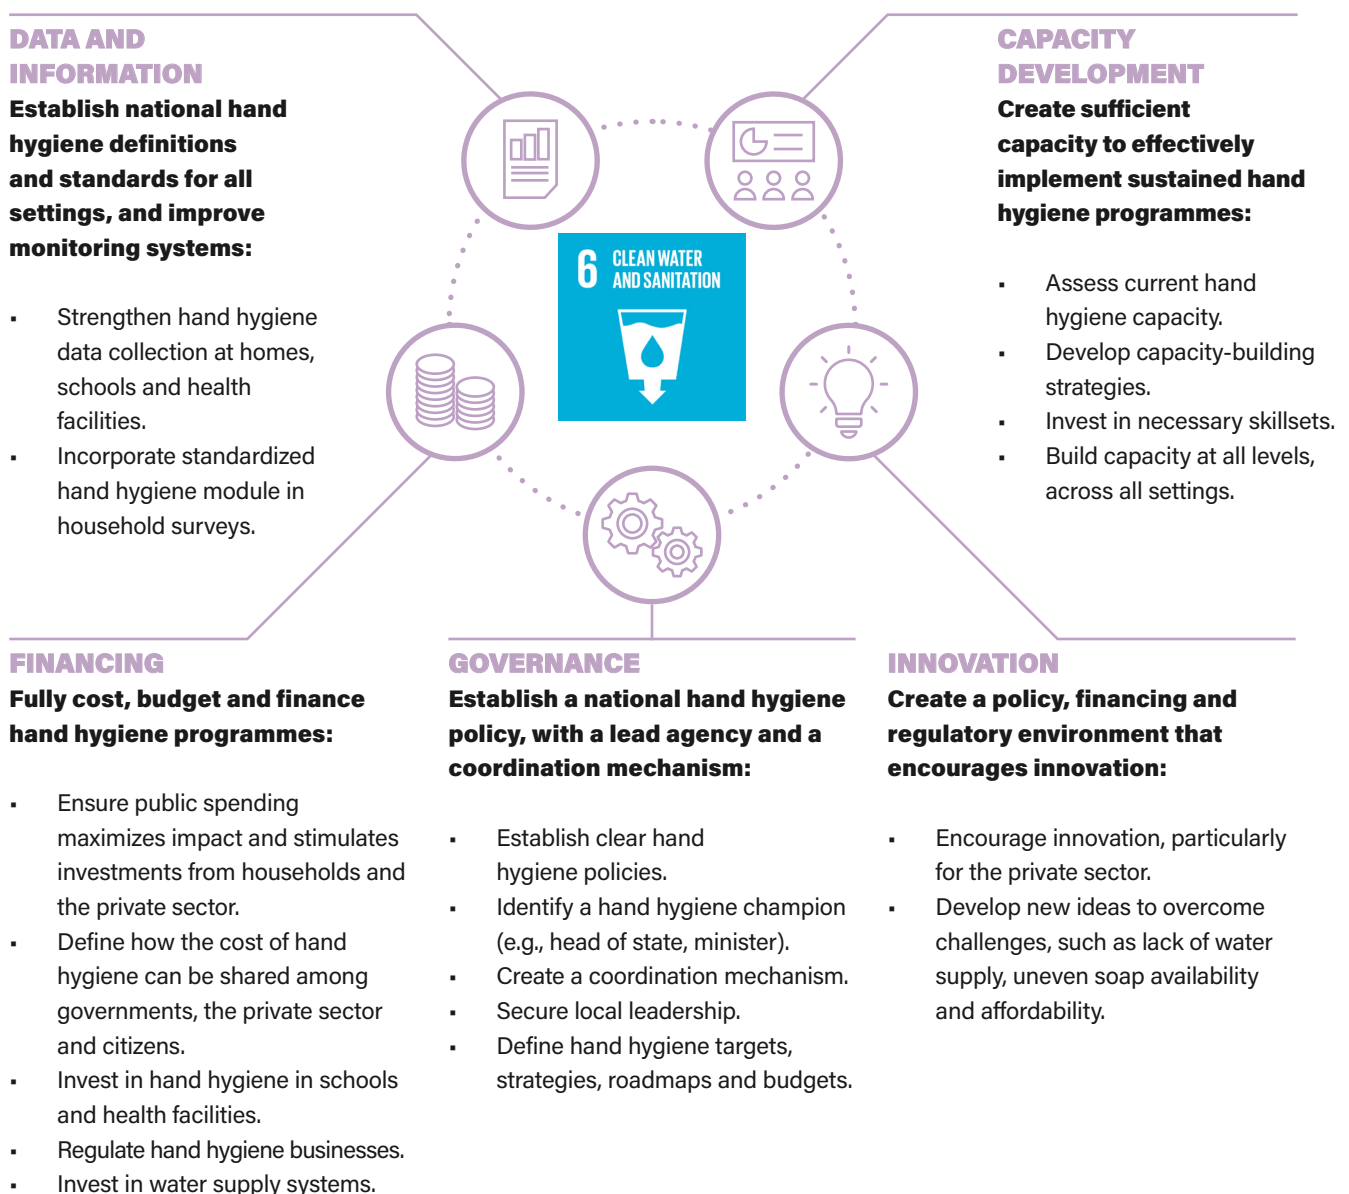 DATA AND
INFORMATION
Establish national hand
hygiene definitions
and standards for all
settings, and improve
monitoring systems:
▪ Strengthen hand hygiene
data collection at homes,
schools and health
facilities.
▪ Incorporate standardized
hand hygiene module in
household surveys.
6 CLEAN WATER
AND SANITATION
CAPACITY
DEVELOPMENT
Create sufficient
capacity to effectively
implement sustained hand
hygiene programmes:
▪ Assess current hand
hygiene capacity.
▪ Develop capacity-building
strategies.
▪ Invest in necessary skillsets.
▪ Build capacity at all levels,
across all settings.
FINANCING
Fully cost, budget and finance
hand hygiene programmes:
▪ Ensure public spending
maximizes impact and stimulates
investments from households and
the private sector.
▪ Define how the cost of hand
hygiene can be shared among
governments, the private sector
and citizens.
▪ Invest in hand hygiene in schools
and health facilities.
▪ Regulate hand hygiene businesses.
▪ Invest in water supply systems.
GOVERNANCE
Establish a national hand hygiene
policy, with a lead agency and a
coordination mechanism:
▪ Establish clear hand
hygiene policies.
▪ Identify a hand hygiene champion
(e.g., head of state, minister).
▪ Create a coordination mechanism.
▪ Secure local leadership.
▪ Define hand hygiene targets,
strategies, roadmaps and budgets.
INNOVATION
Create a policy, financing and
regulatory environment that
encourages innovation:
▪ Encourage innovation, particularly
for the private sector.
▪ Develop new ideas to overcome
challenges, such as lack of water
supply, uneven soap availability
and affordability.